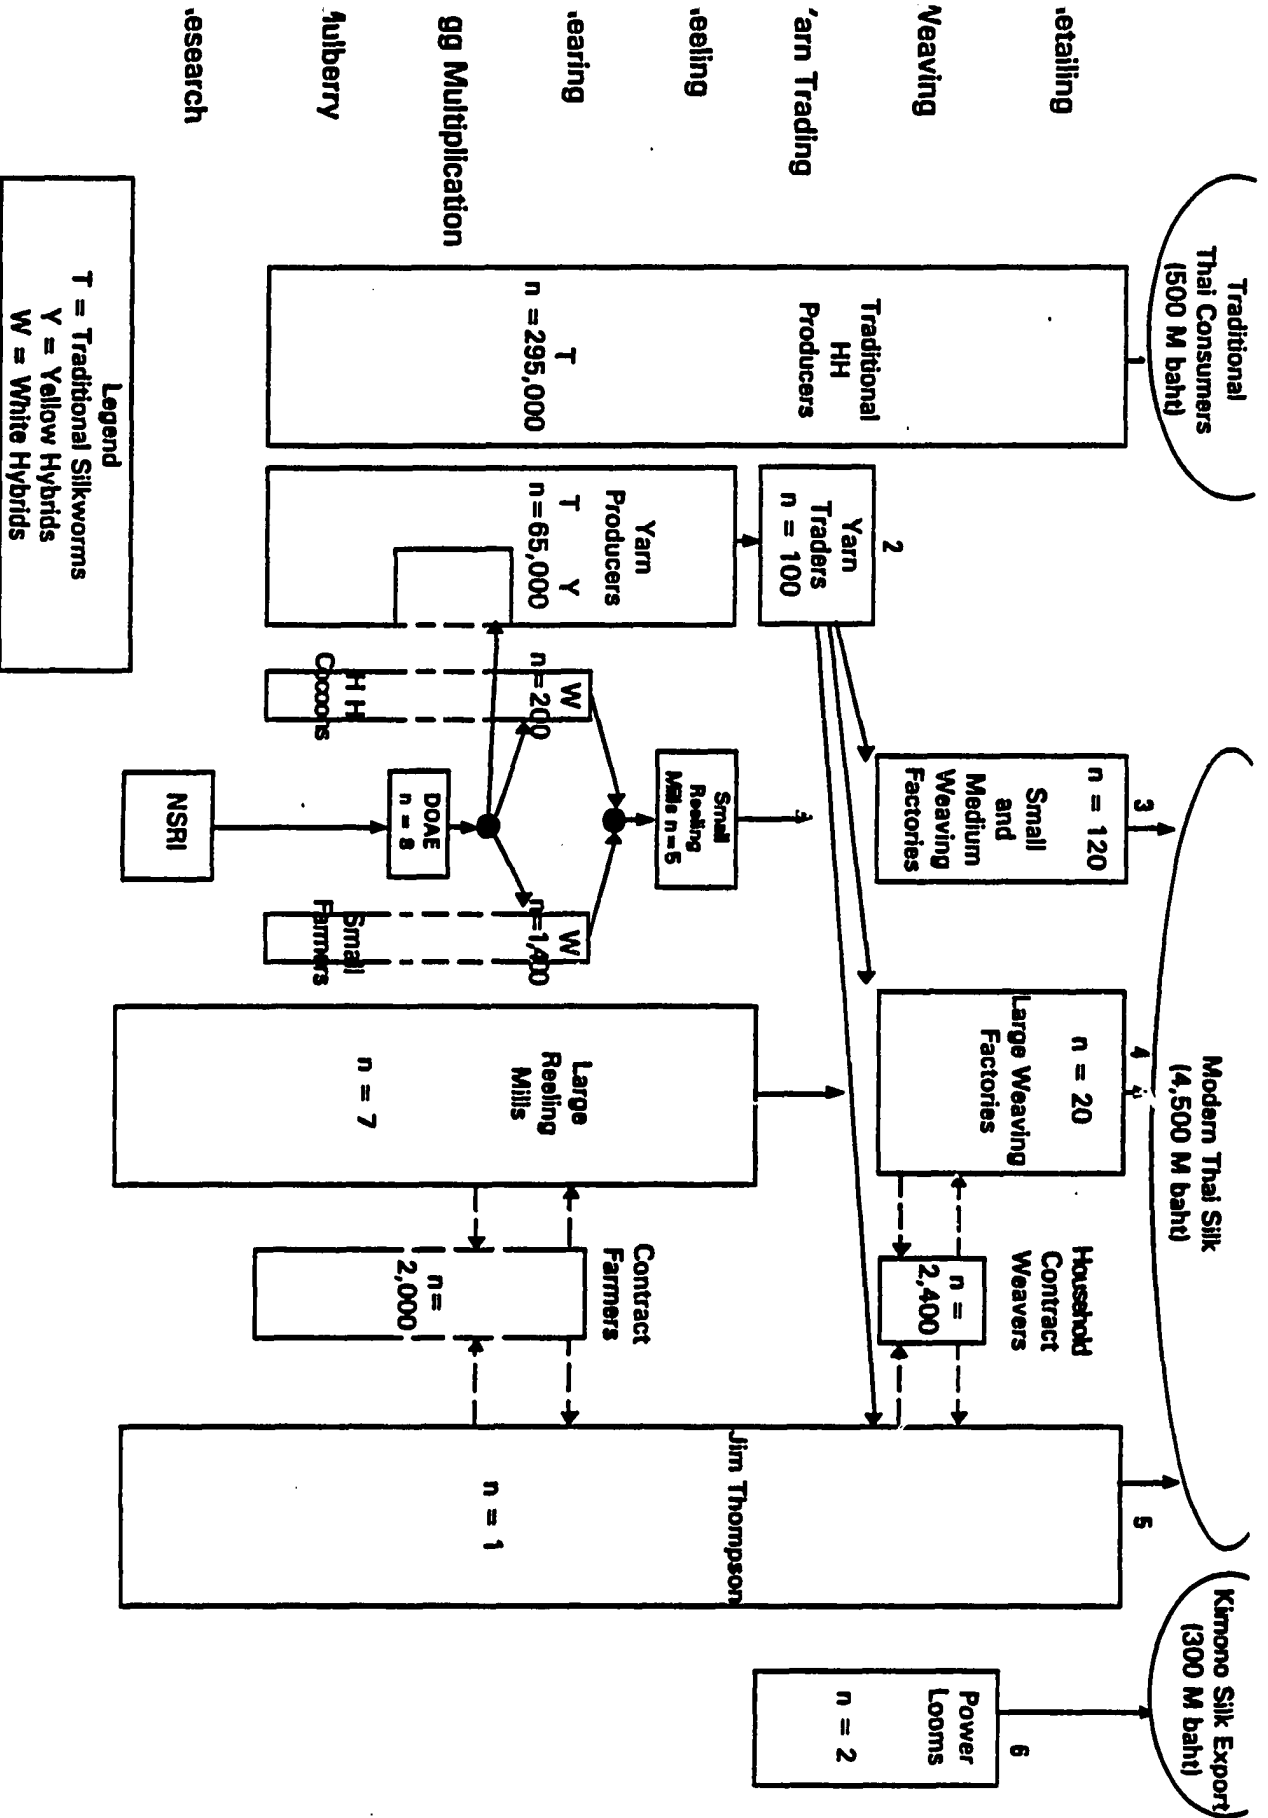 Traditional
Thai Consumers
(500 M baht)
Modern Thai Silk
(4,500 M baht)
Kimono Silk Export
(300 M baht)
etailing
Weaving
arn Trading
eeling
earing
gg Multiplication
Mulberry
esearch
1
Traditional
HH
Producers
T
n = 295,000
2
Yarn
Traders
n = 100
Yarn
Producers
T Y
n=65,000
3
n = 120
Small
and
Medium
Weaving
Factories
4
n = 20
Large Weaving
Factories
Household
Contract
Weavers
n =
2,400
5
Jim Thompson
n = 1
6
Power
Looms
n = 2
Small
Reeling
Mills n=5
W
n=200
H H
Cocoons
W
n=1,400
Small
Farmers
DOAE
n = 8
NSRI
Large
Reeling
Mills
n = 7
Contract
Farmers
n=
2,000
Legend
T = Traditional Silkworms
Y = Yellow Hybrids
W = White Hybrids